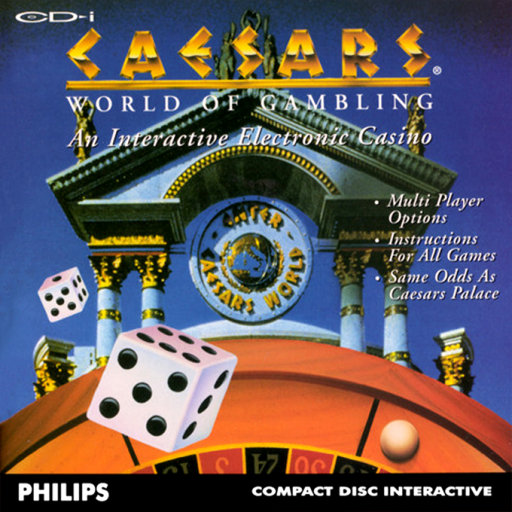 CD-i
CAESARS®
WORLD OF GAMBLING
An Interactive Electronic Casino
• Multi Player
Options
• Instructions
For All Games
• Same Odds As
Caesars Palace
ENTER
CAESARS WORLD
24
PHILIPS
COMPACT DISC INTERACTIVE